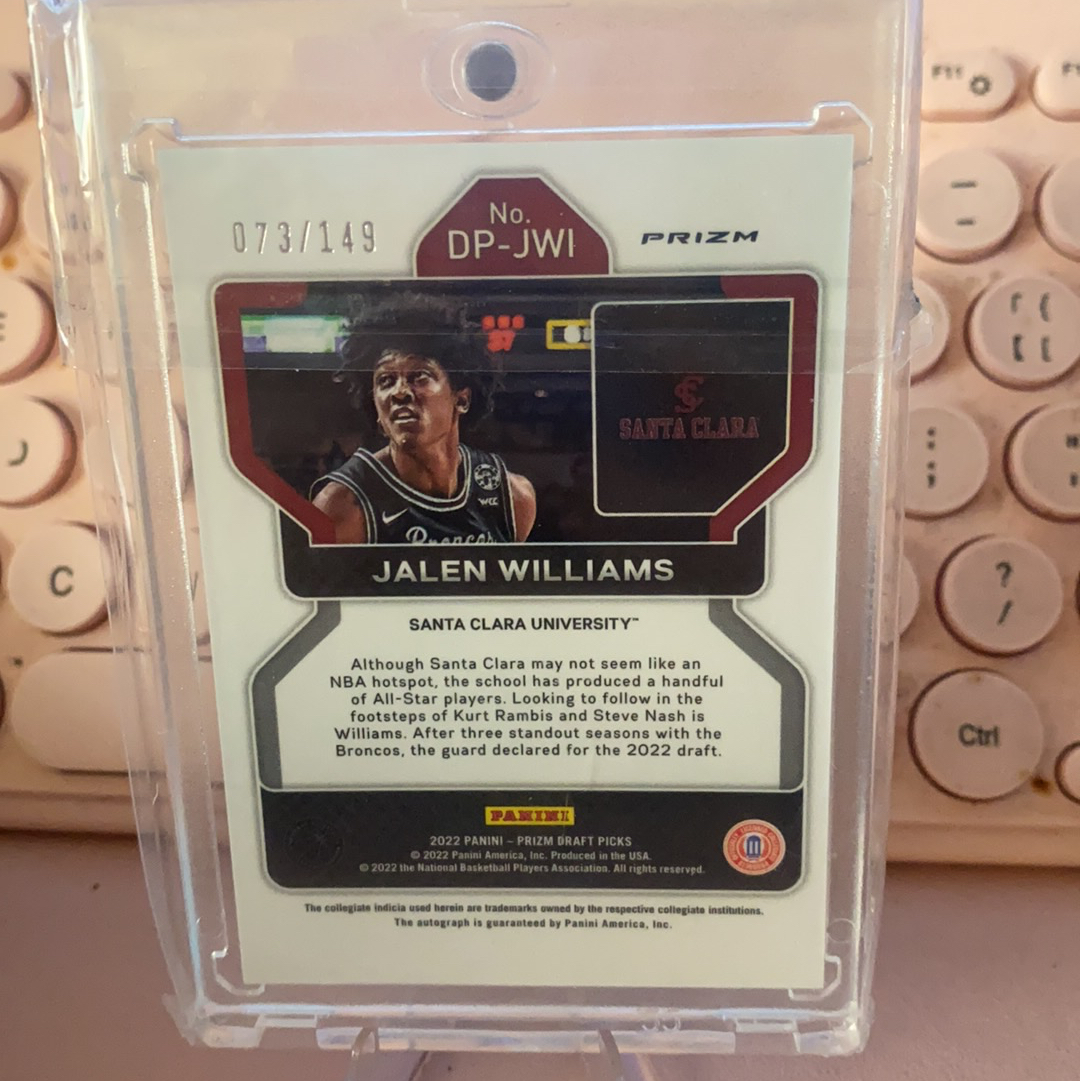 073/149
No.
DP-JWI
PRIZM
SC
SANTA CLARA
WCC
Broncos
JALEN WILLIAMS
SANTA CLARA UNIVERSITY™
Although Santa Clara may not seem like an
NBA hotspot, the school has produced a handful
of All-Star players. Looking to follow in the
footsteps of Kurt Rambis and Steve Nash is
Williams. After three standout seasons with the
Broncos, the guard declared for the 2022 draft.
PANINI
2022 PANINI – PRIZM DRAFT PICKS
© 2022 Panini America, Inc. Produced in the USA.
© 2022 the National Basketball Players Association. All rights reserved.
The collegiate indicia used herein are trademarks owned by the respective collegiate institutions.
The autograph is guaranteed by Panini America, Inc.
F11
C
?
/
Ctrl